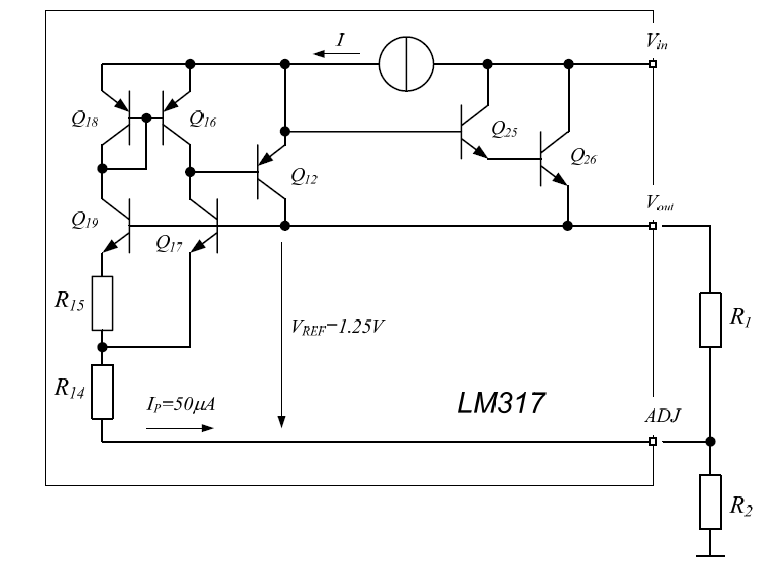 I
Vin
Q18
Q16
Q25
Q12
Q26
Vout
Q19
Q17
R15
VREF=1.25V
R1
R14
IP=50µA
LM317
ADJ
R2